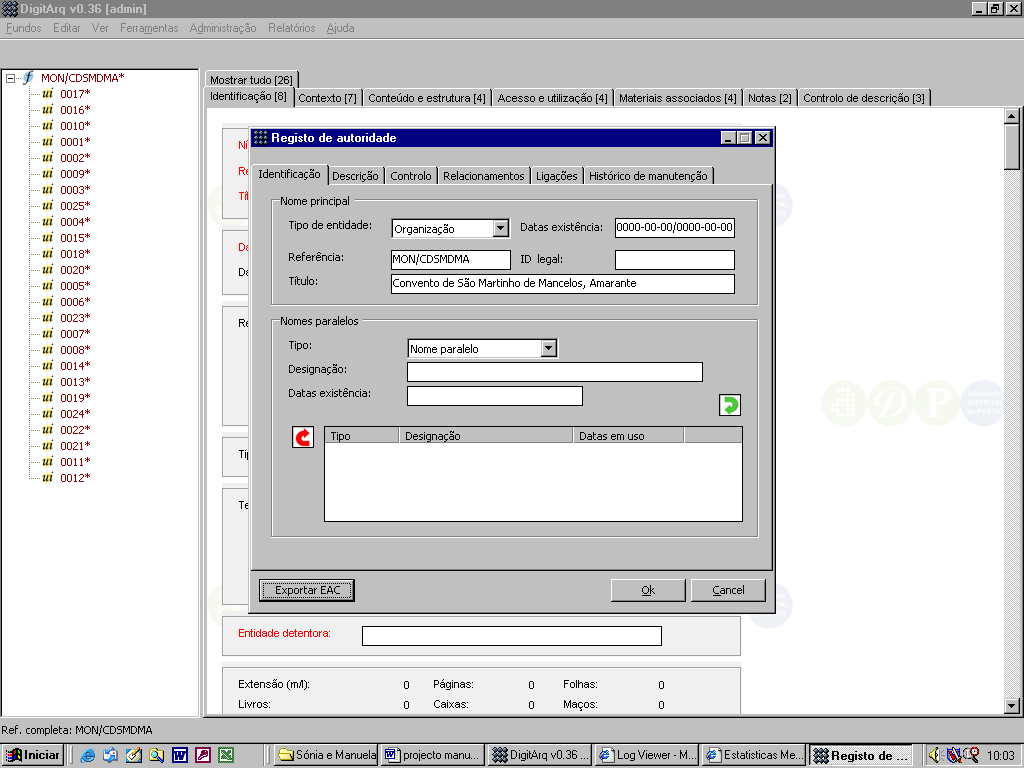 DigitArq v0.36 [admin]
Fundos Editar Ver Ferramentas Administração Relatórios Ajuda
MON/CDSMDMA*
ui 0017*
ui 0016*
ui 0010*
ui 0001*
ui 0002*
ui 0009*
ui 0003*
ui 0025*
ui 0004*
ui 0015*
ui 0018*
ui 0020*
ui 0005*
ui 0006*
ui 0023*
ui 0007*
ui 0008*
ui 0014*
ui 0013*
ui 0019*
ui 0024*
ui 0022*
ui 0021*
ui 0011*
ui 0012*
Mostrar tudo [26]
Identificação [8] Contexto [7] Conteúdo e estrutura [4] Acesso e utilização [4] Materiais associados [4] Notas [2] Controlo de descrição [3]
Registo de autoridade
Identificação Descrição Controlo Relacionamentos Ligações Histórico de manutenção
Nome principal
Tipo de entidade: Organização Datas existência: 0000-00-00/0000-00-00
Referência: MON/CDSMDMA ID legal:
Título: Convento de São Martinho de Mancelos, Amarante
Nomes paralelos
Tipo: Nome paralelo
Designação:
Datas existência:
Tipo Designação Datas em uso
Exportar EAC Ok Cancel
Entidade detentora:
Extensão (m/l): 0 Páginas: 0 Folhas: 0
Livros: 0 Caixas: 0 Maços: 0
Ref. completa: MON/CDSMDMA
Iniciar Sónia e Manuela projecto manu... DigitArq v0.36 ... Log Viewer - M... Estatisticas Me... Registo de ... 10:03